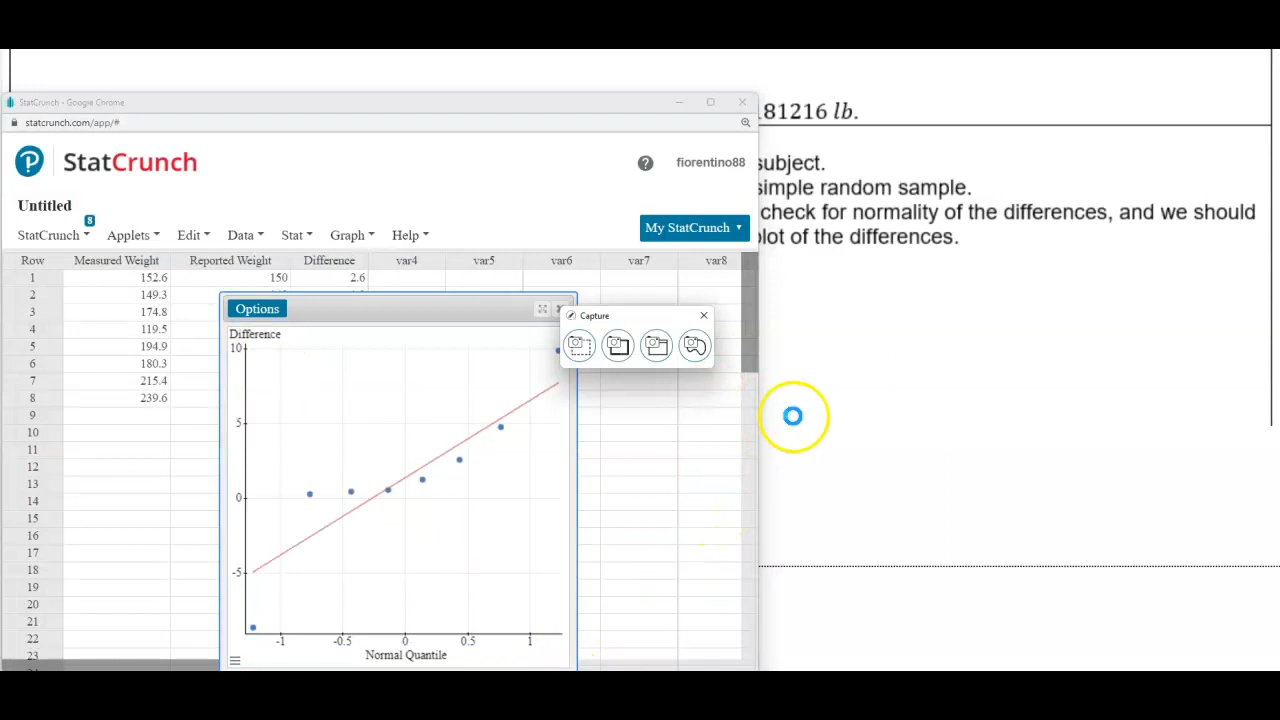 StatCrunch - Google Chrome
statcrunch.com/app/#
181216 lb.
StatCrunch
fiorentino88
subject.
simple random sample.
check for normality of the differences, and we should
plot of the differences.
Untitled
8
StatCrunch Applets Edit Data Stat Graph Help
My StatCrunch
Row Measured Weight Reported Weight Difference var4 var5 var6 var7 var8
1 152.6 150 2.6
2 149.3
3 174.8
4 119.5
5 194.9
6 180.3
7 215.4
8 239.6
9
10
11
12
13
14
15
16
17
18
19
20
21
22
23
Options
Capture
Difference
10
5
0
-5
-1 -0.5 0 0.5 1
Normal Quantile